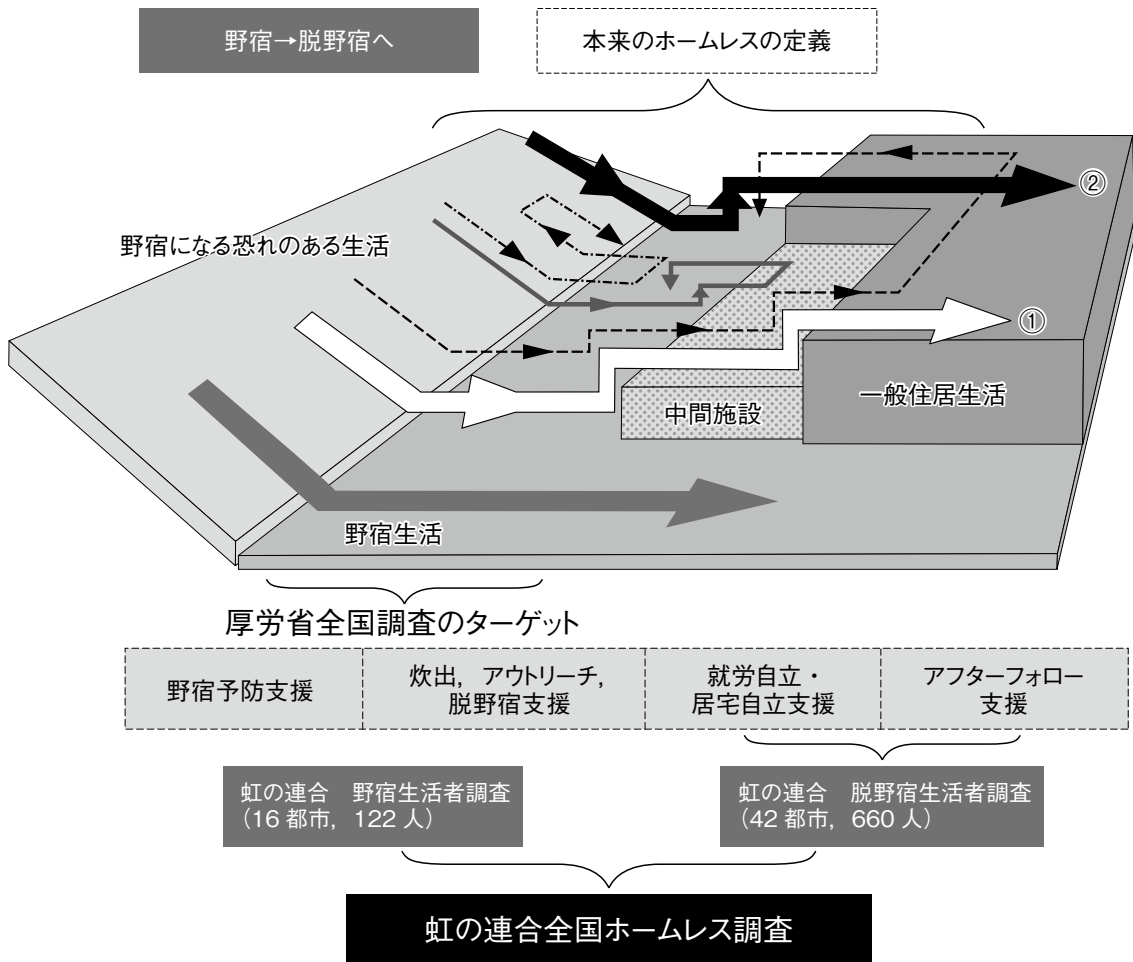 野宿→脱野宿へ
本来のホームレスの定義
②
野宿になる恐れのある生活
①
一般住居生活
中間施設
野宿生活
厚労省全国調査のターゲット
野宿予防支援
炊出，アウトリーチ，
脱野宿支援
就労自立・
居宅自立支援
アフターフォロー
支援
虹の連合　野宿生活者調査
（16 都市，122 人）
虹の連合　脱野宿生活者調査
（42 都市，660 人）
虹の連合全国ホームレス調査